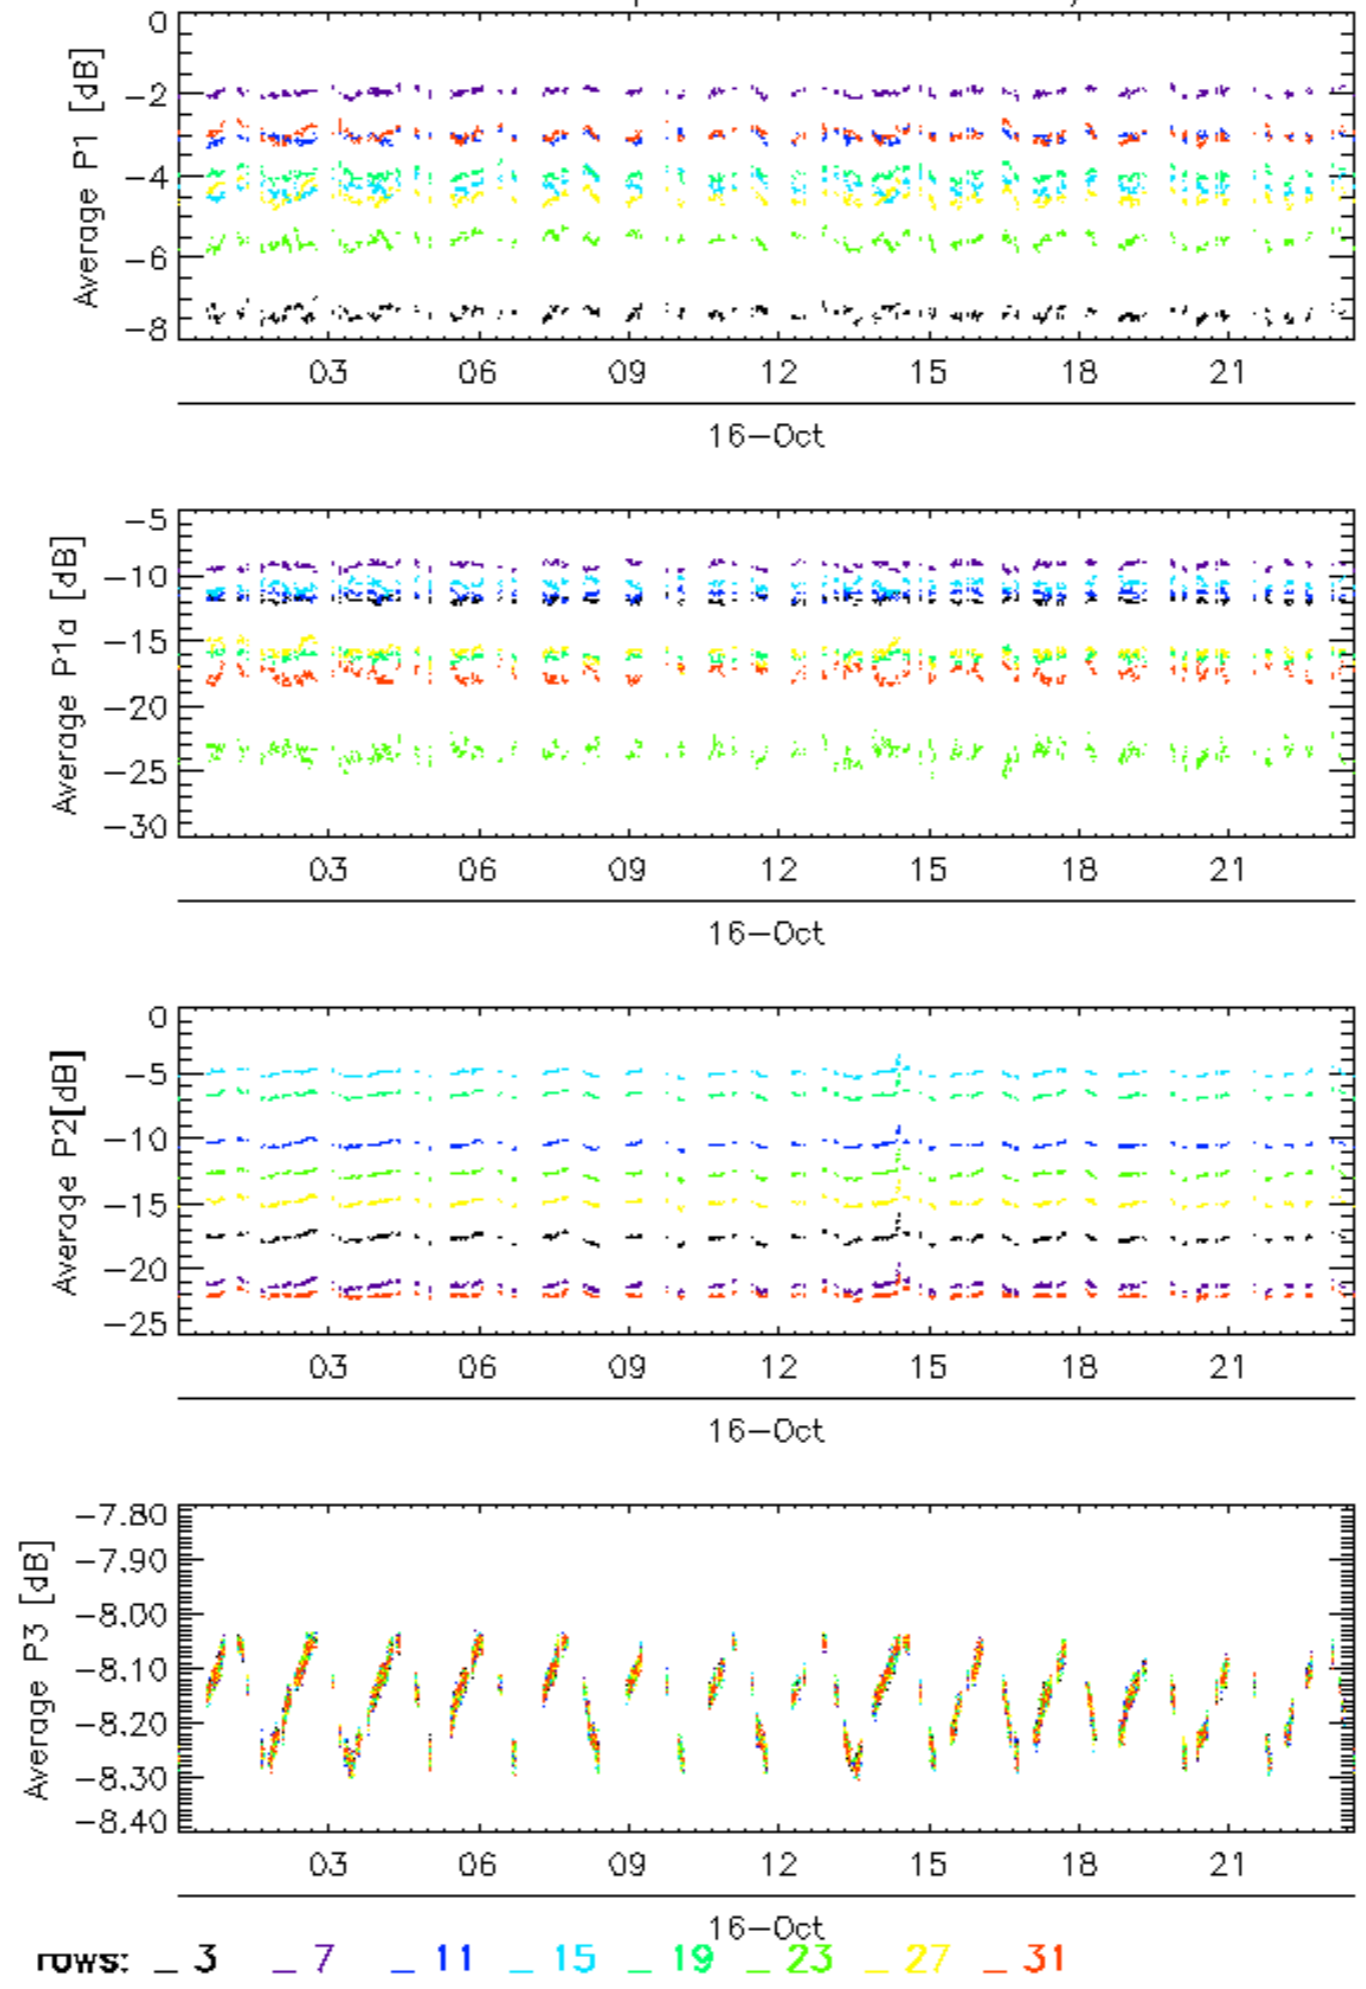 0
Average P1 [dB]
−2
−4
−6
−8
03 06 09 12 15 18 21
16−Oct
−5
Average P1a [dB]
−10
−15
−20
−25
−30
03 06 09 12 15 18 21
16−Oct
0
Average P2[dB]
−5
−10
−15
−20
−25
03 06 09 12 15 18 21
16−Oct
−7.80
Average P3 [dB]
−7.90
−8.00
−8.10
−8.20
−8.30
−8.40
03 06 09 12 15 18 21
16−Oct
rows: _ 3 _ 7 _ 11 _ 15 _ 19 _ 23 _ 27 _ 31